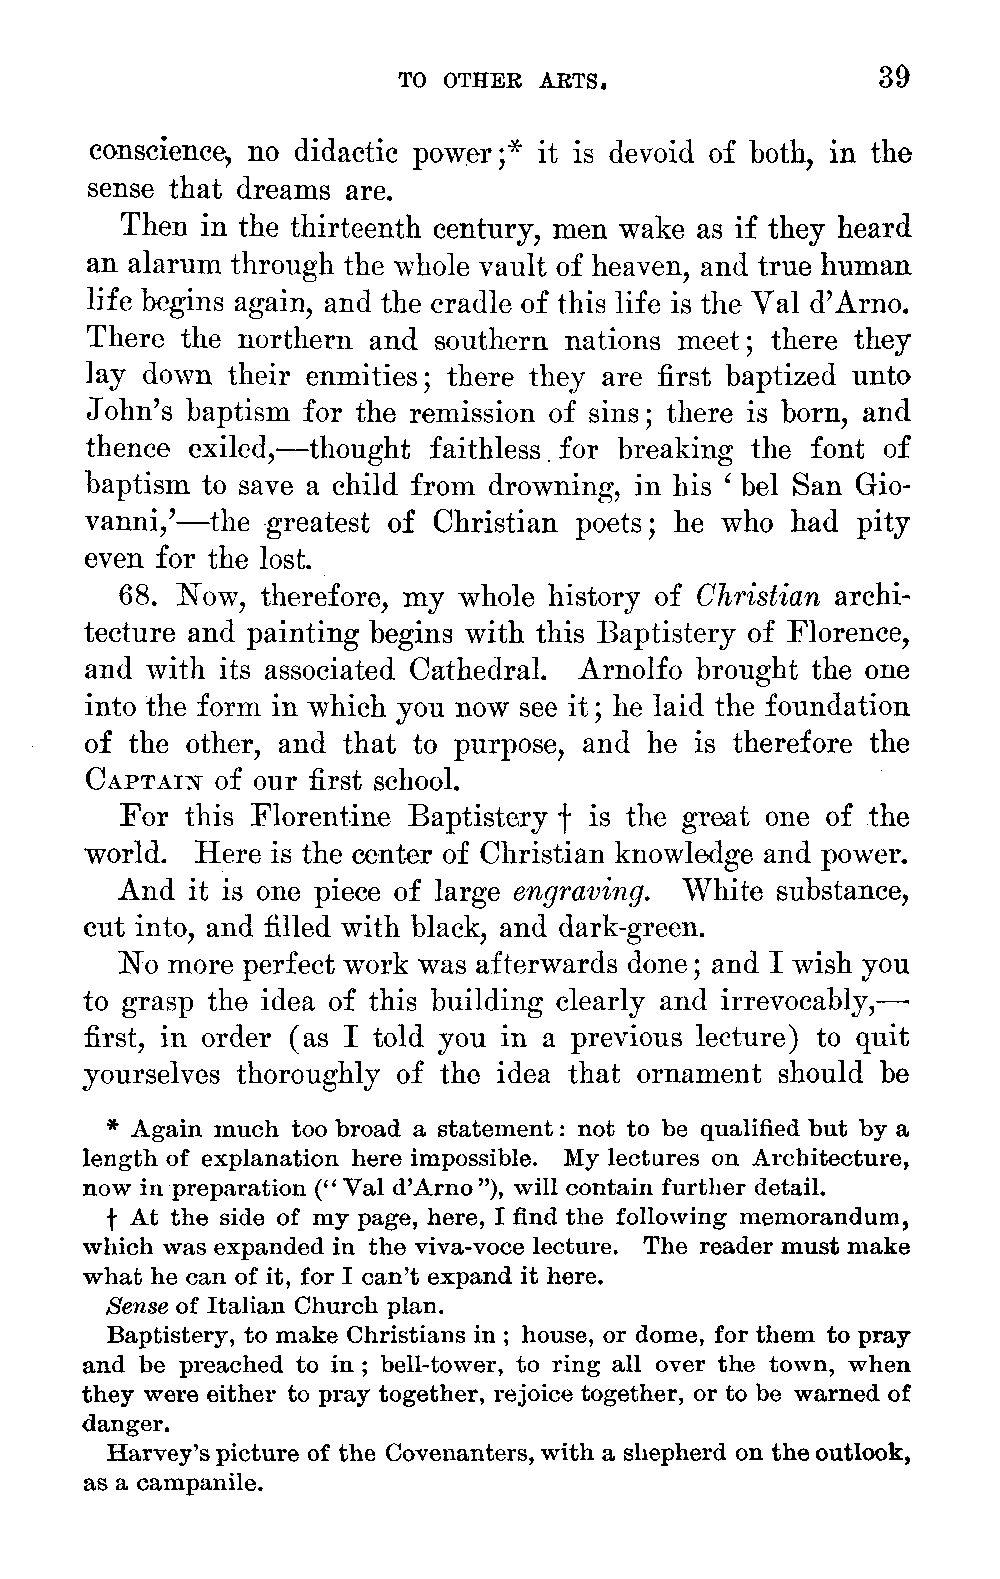 TO OTHER ARTS. 39
conscience, no didactic power;* it is devoid of both, in the
sense that dreams are.
Then in the thirteenth century, men wake as if they heard
an alarum through the whole vault of heaven, and true human
life begins again, and the cradle of this life is the Val d'Arno.
There the northern and southern nations meet; there they
lay down their enmities; there they are first baptized unto
John's baptism for the remission of sins; there is born, and
thence exiled,—thought faithless for breaking the font of
baptism to save a child from drowning, in his ‘bel San Gio-
vanni,’—the greatest of Christian poets; he who had pity
even for the lost.
68. Now, therefore, my whole history of Christian archi-
tecture and painting begins with this Baptistery of Florence,
and with its associated Cathedral. Arnolfo brought the one
into the form in which you now see it; he laid the foundation
of the other, and that to purpose, and he is therefore the
CAPTAIN of our first school.
For this Florentine Baptistery † is the great one of the
world. Here is the center of Christian knowledge and power.
And it is one piece of large engraving. White substance,
cut into, and filled with black, and dark-green.
No more perfect work was afterwards done; and I wish you
to grasp the idea of this building clearly and irrevocably,—
first, in order (as I told you in a previous lecture) to quit
yourselves thoroughly of the idea that ornament should be
* Again much too broad a statement: not to be qualified but by a
length of explanation here impossible. My lectures on Architecture,
now in preparation (“Val d'Arno”), will contain further detail.
† At the side of my page, here, I find the following memorandum,
which was expanded in the viva-voce lecture. The reader must make
what he can of it, for I can't expand it here.
Sense of Italian Church plan.
Baptistery, to make Christians in; house, or dome, for them to pray
and be preached to in; bell-tower, to ring all over the town, when
they were either to pray together, rejoice together, or to be warned of
danger.
Harvey's picture of the Covenanters, with a shepherd on the outlook,
as a campanile.